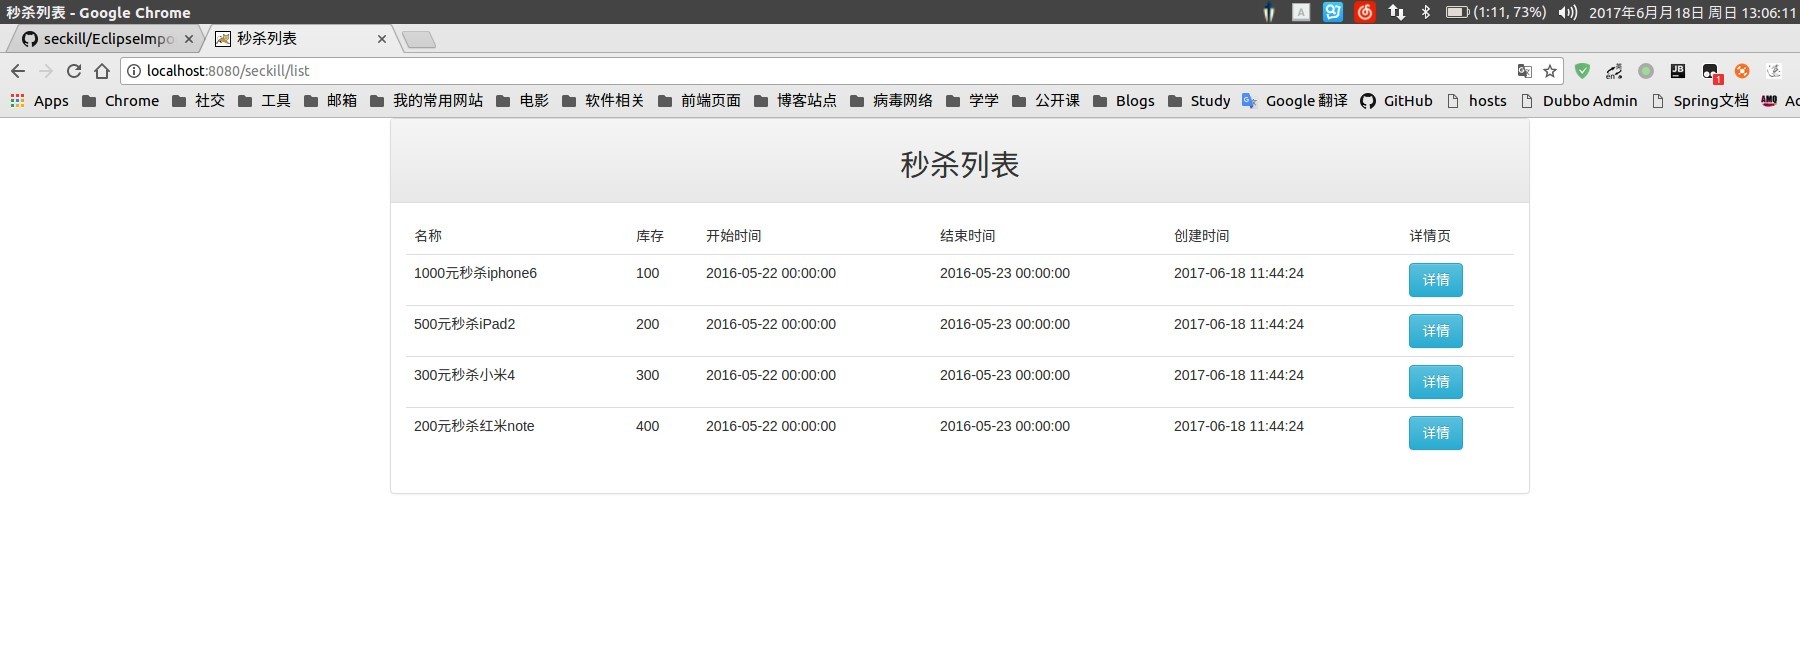 秒杀列表 - Google Chrome
(1:11, 73%) 2017年6月月18日 周日 13:06:11
seckill/EclipseImpo 秒杀列表
localhost:8080/seckill/list
Apps Chrome 社交 工具 邮箱 我的常用网站 电影 软件相关 前端页面 博客站点 病毒网络 学学 公开课 Blogs Study Google 翻译 GitHub hosts Dubbo Admin Spring文档 Ac
秒杀列表
名称 库存 开始时间 结束时间 创建时间 详情页
1000元秒杀iphone6 100 2016-05-22 00:00:00 2016-05-23 00:00:00 2017-06-18 11:44:24 详情
500元秒杀iPad2 200 2016-05-22 00:00:00 2016-05-23 00:00:00 2017-06-18 11:44:24 详情
300元秒杀小米4 300 2016-05-22 00:00:00 2016-05-23 00:00:00 2017-06-18 11:44:24 详情
200元秒杀红米note 400 2016-05-22 00:00:00 2016-05-23 00:00:00 2017-06-18 11:44:24 详情